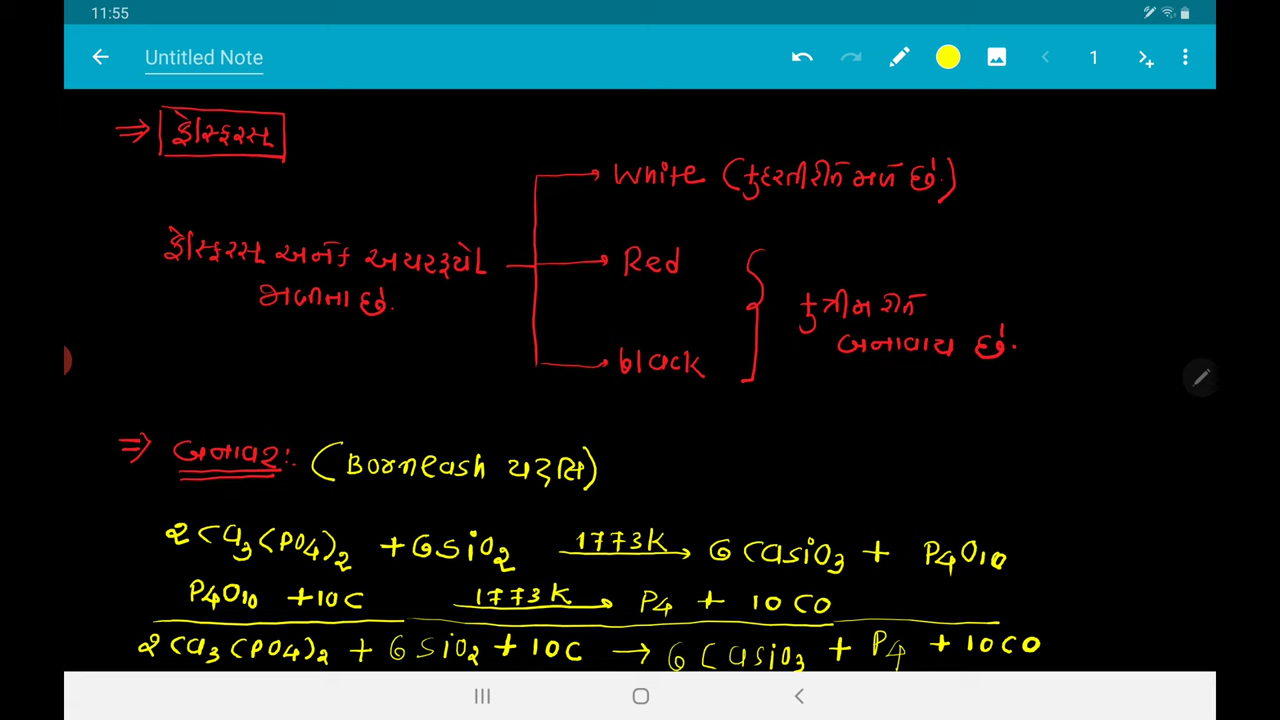 11:55
Untitled Note
1
⇒ ફોસ્ફરસ
White (કુદરતી રીતે મળે છે.)
ફોસ્ફરસ અનેક અપરરૂપો
મળીના છે.
Red
કૃત્રીમ રીતે
બનાવાય છે.
black
⇒ બનાવટ:. (Bornleash પદ્ધતિ)
2Ca3(PO4)2 + 6SiO2 1773K → 6CaSiO3 + P4O10
P4O10 + 10C 1773K → P4 + 10CO
2Ca3(PO4)2 + 6SiO2 + 10C → 6CaSiO3 + P4 + 10CO